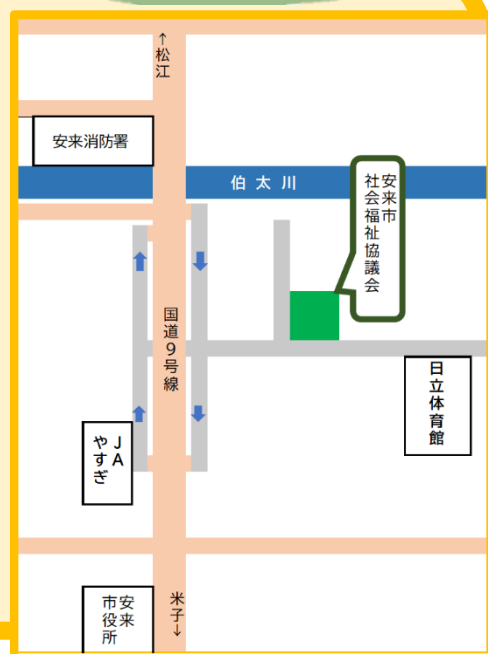 ↑松江
安来消防署
伯太川
安来市
社会福祉協議会
国道9号線
日立体育館
JA
やすぎ
安来
市役所
米子↓